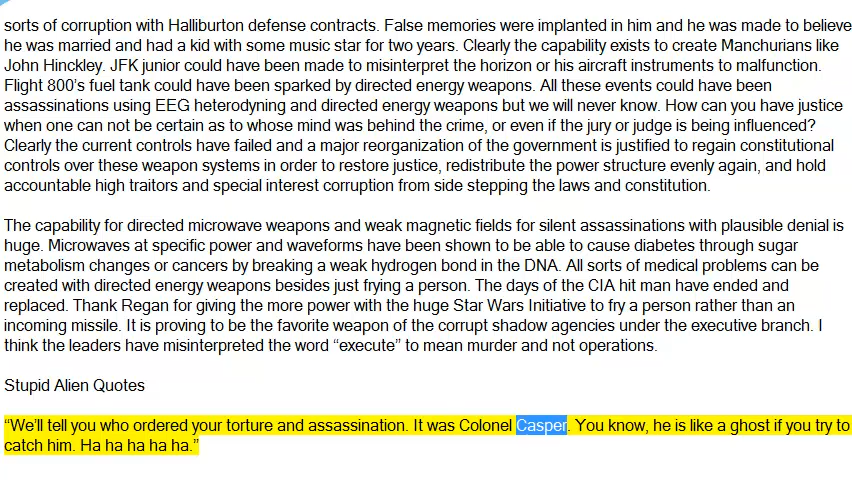 sorts of corruption with Halliburton defense contracts. False memories were implanted in him and he was made to believe
he was married and had a kid with some music star for two years. Clearly the capability exists to create Manchurians like
John Hinckley. JFK junior could have been made to misinterpret the horizon or his aircraft instruments to malfunction.
Flight 800’s fuel tank could have been sparked by directed energy weapons. All these events could have been
assassinations using EEG heterodyning and directed energy weapons but we will never know. How can you have justice
when one can not be certain as to whose mind was behind the crime, or even if the jury or judge is being influenced?
Clearly the current controls have failed and a major reorganization of the government is justified to regain constitutional
controls over these weapon systems in order to restore justice, redistribute the power structure evenly again, and hold
accountable high traitors and special interest corruption from side stepping the laws and constitution.

The capability for directed microwave weapons and weak magnetic fields for silent assassinations with plausible denial is
huge. Microwaves at specific power and waveforms have been shown to be able to cause diabetes through sugar
metabolism changes or cancers by breaking a weak hydrogen bond in the DNA. All sorts of medical problems can be
created with directed energy weapons besides just frying a person. The days of the CIA hit man have ended and
replaced. Thank Regan for giving the more power with the huge Star Wars Initiative to fry a person rather than an
incoming missile. It is proving to be the favorite weapon of the corrupt shadow agencies under the executive branch. I
think the leaders have misinterpreted the word “execute” to mean murder and not operations.

Stupid Alien Quotes

“We’ll tell you who ordered your torture and assassination. It was Colonel Casper. You know, he is like a ghost if you try to
catch him. Ha ha ha ha ha.”